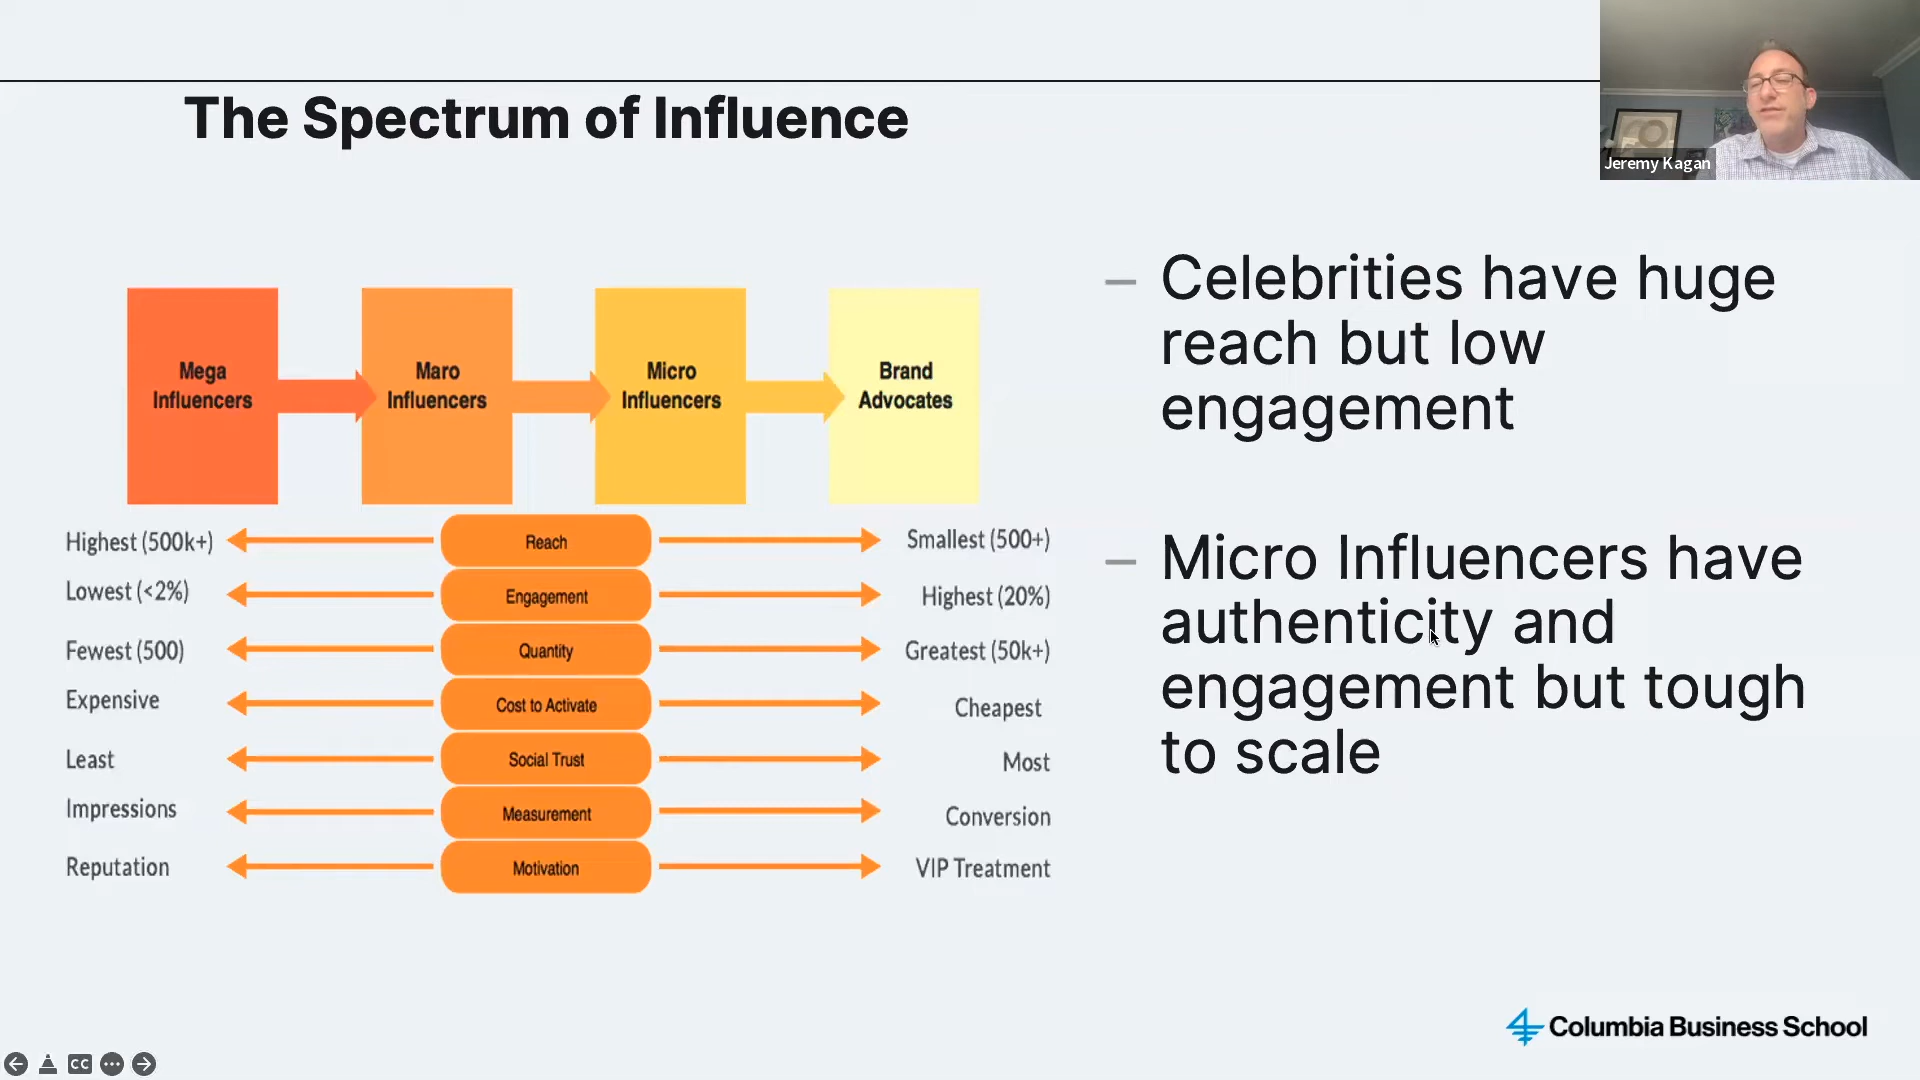 The Spectrum of Influence
Jeremy Kagan
Mega
Influencers
Maro
Influencers
Micro
Influencers
Brand
Advocates
Highest (500k+) Reach Smallest (500+)
Lowest (<2%) Engagement Highest (20%)
Fewest (500) Quantity Greatest (50k+)
Expensive Cost to Activate Cheapest
Least Social Trust Most
Impressions Measurement Conversion
Reputation Motivation VIP Treatment
– Celebrities have huge
reach but low
engagement
– Micro Influencers have
authenticity and
engagement but tough
to scale
Columbia Business School
CC